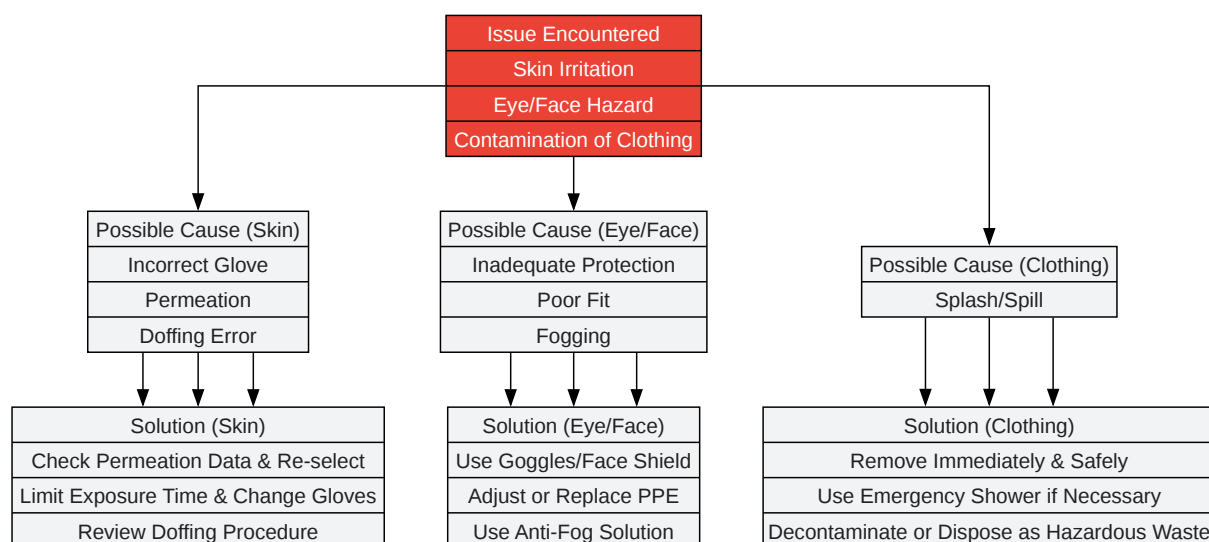 Issue Encountered
Skin Irritation
Eye/Face Hazard
Contamination of Clothing
Possible Cause (Skin)
Incorrect Glove
Permeation
Doffing Error
Possible Cause (Eye/Face)
Inadequate Protection
Poor Fit
Fogging
Possible Cause (Clothing)
Splash/Spill
Solution (Skin)
Check Permeation Data & Re-select
Limit Exposure Time & Change Gloves
Review Doffing Procedure
Solution (Eye/Face)
Use Goggles/Face Shield
Adjust or Replace PPE
Use Anti-Fog Solution
Solution (Clothing)
Remove Immediately & Safely
Use Emergency Shower if Necessary
Decontaminate or Dispose as Hazardous Waste